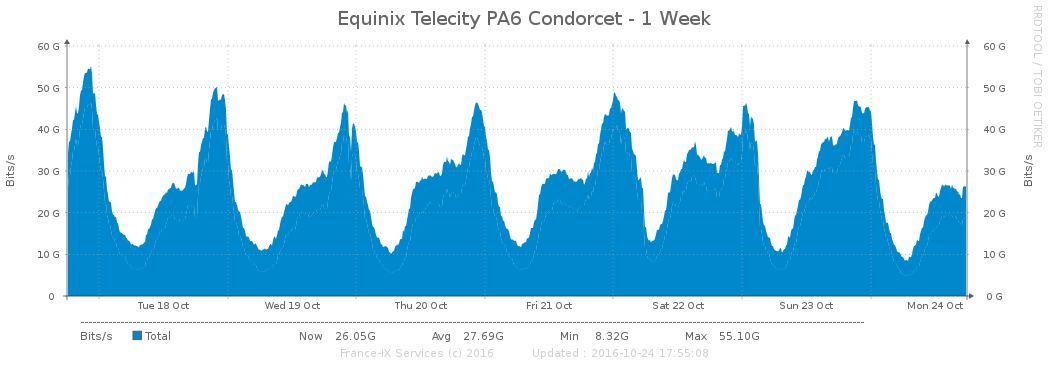 Equinix Telecity PA6 Condorcet - 1 Week
RRDTOOL / TOBI OETIKER
Bits/s
Bits/s
60 G 60 G
50 G 50 G
40 G 40 G
30 G 30 G
20 G 20 G
10 G 10 G
0 0 G
Tue 18 Oct Wed 19 Oct Thu 20 Oct Fri 21 Oct Sat 22 Oct Sun 23 Oct Mon 24 Oct
Bits/s Total Now 26.05G Avg 27.69G Min 8.32G Max 55.10G
France-IX Services (c) 2016 Updated : 2016-10-24 17:55:08